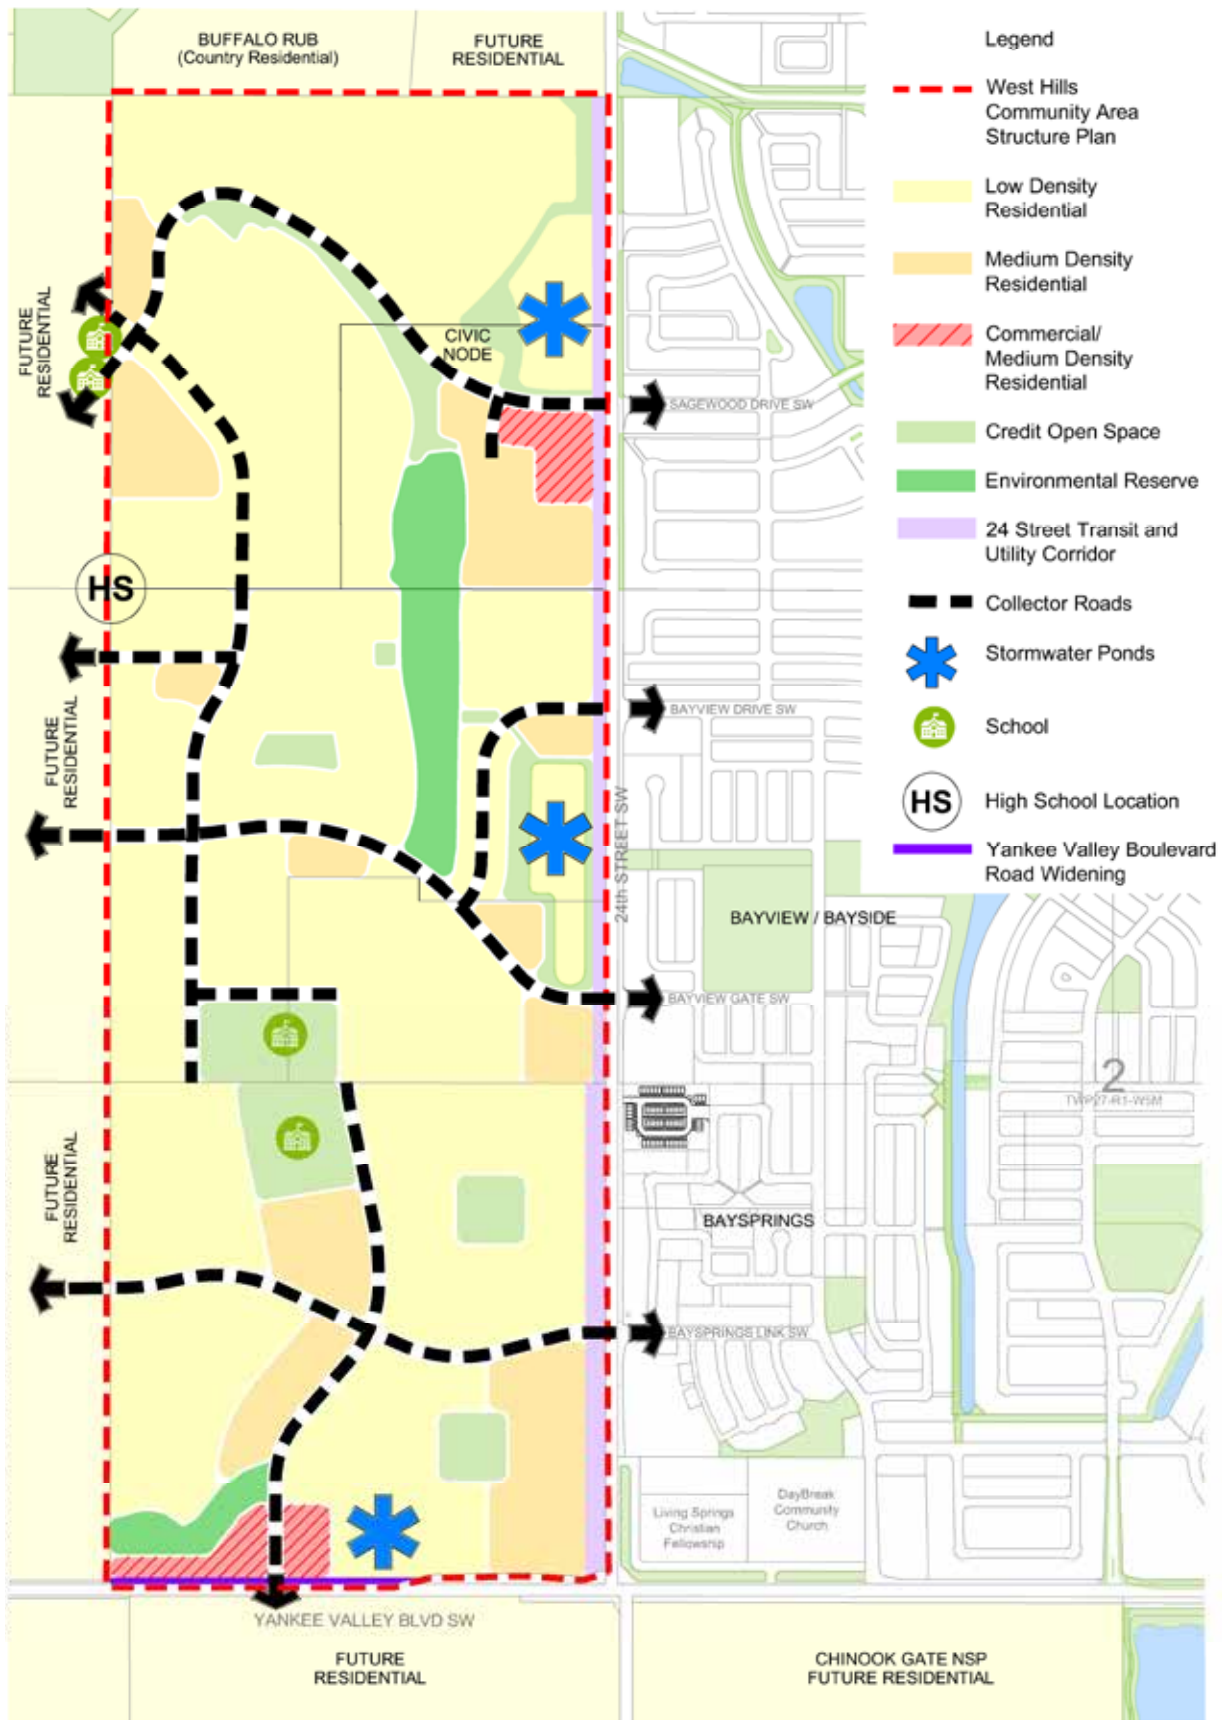 BUFFALO RUB
(Country Residential)
FUTURE
RESIDENTIAL
Legend
West Hills
Community Area
Structure Plan
Low Density
Residential
Medium Density
Residential
Commercial/
Medium Density
Residential
Credit Open Space
Environmental Reserve
24 Street Transit and
Utility Corridor
Collector Roads
Stormwater Ponds
School
HS
High School Location
Yankee Valley Boulevard
Road Widening
FUTURE
RESIDENTIAL
CIVIC
NODE
SAGEWOOD DRIVE SW
HS
FUTURE
RESIDENTIAL
BAYVIEW DRIVE SW
24th STREET SW
BAYVIEW / BAYSIDE
BAYVIEW GATE SW
2
TWP27-R1-W5M
FUTURE
RESIDENTIAL
BAYSPRINGS
BAYSPRINGS LINK SW
Living Springs
Christian
Fellowship
DayBreak
Community
Church
YANKEE VALLEY BLVD SW
FUTURE
RESIDENTIAL
CHINOOK GATE NSP
FUTURE RESIDENTIAL